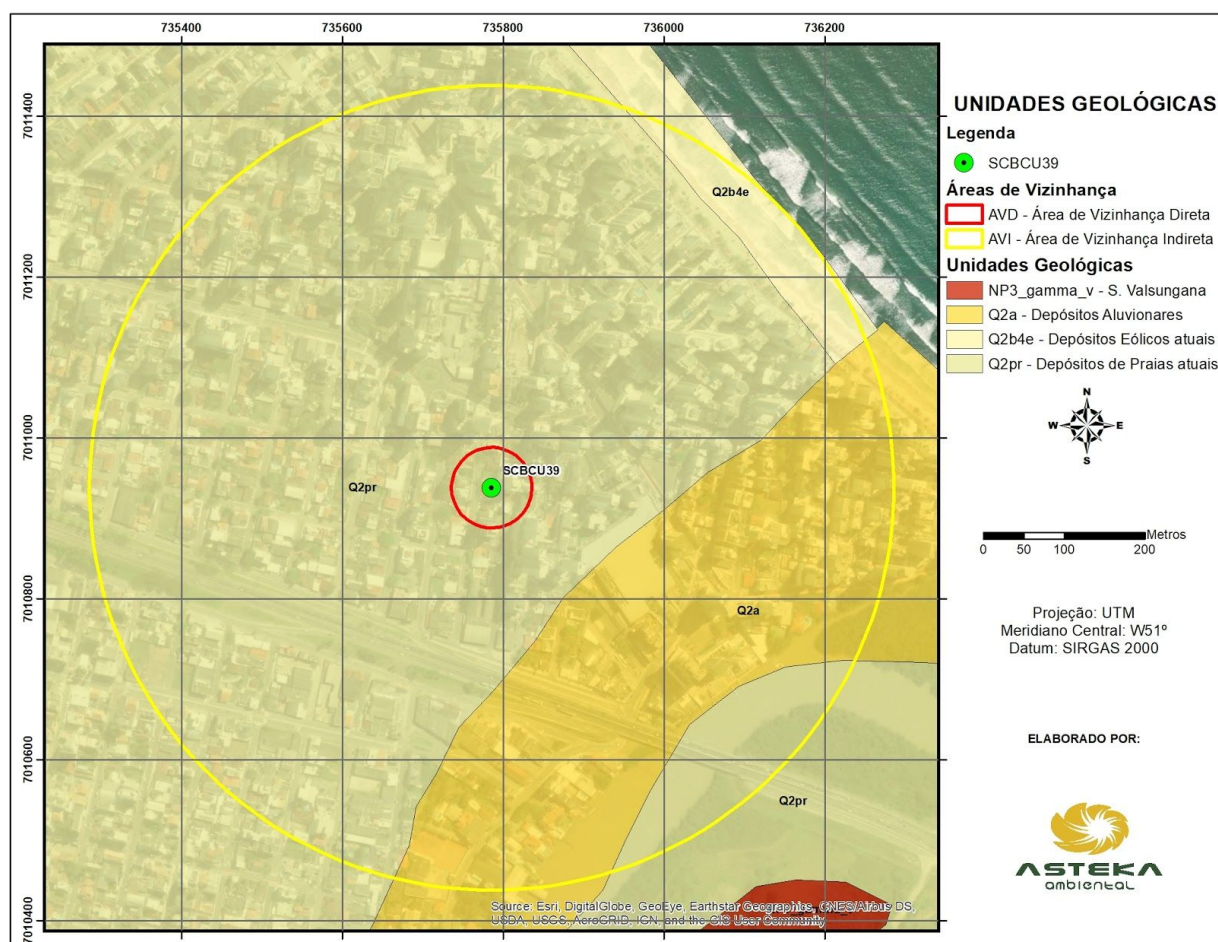 735400
735600
735800
736000
736200
7011400
7011200
7011000
7010800
7010600
7010400
Q2b4e
SCBCU39
Q2pr
Q2a
Q2pr
Source: Esri, DigitalGlobe, GeoEye, Earthstar Geographics, CNES/Airbus DS,
USDA, USGS, AeroGRID, IGN, and the GIS User Community
UNIDADES GEOLÓGICAS
Legenda
SCBCU39
Áreas de Vizinhança
AVD - Área de Vizinhança Direta
AVI - Área de Vizinhança Indireta
Unidades Geológicas
NP3_gamma_v - S. Valsungana
Q2a - Depósitos Aluvionares
Q2b4e - Depósitos Eólicos atuais
Q2pr - Depósitos de Praias atuais
N
W E
S
Metros
0 50 100 200
Projeção: UTM
Meridiano Central: W51º
Datum: SIRGAS 2000
ELABORADO POR:
ASTEKA
ambiental